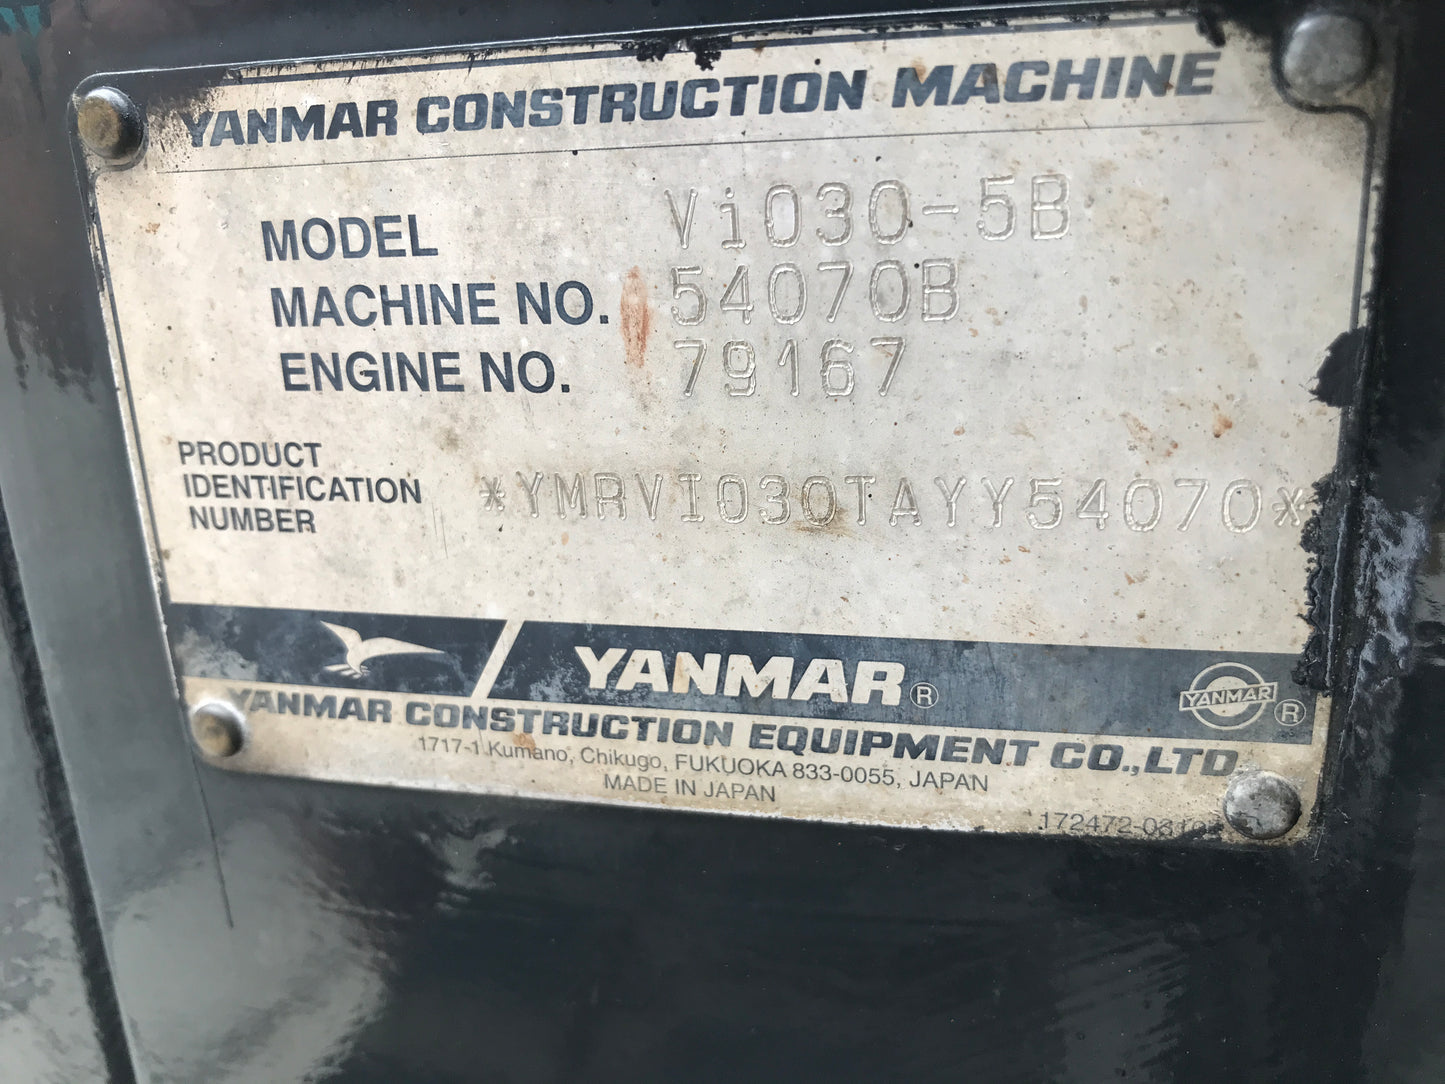 YANMAR CONSTRUCTION MACHINE
MODEL Vi030-5B
MACHINE NO. 54070B
ENGINE NO. 79167
PRODUCT
IDENTIFICATION
NUMBER
*YMRVI030TAYY54070*
YANMAR®
YANMAR ®
YANMAR CONSTRUCTION EQUIPMENT CO.,LTD.
1717-1 Kumano, Chikugo, FUKUOKA 833-0055, JAPAN
MADE IN JAPAN